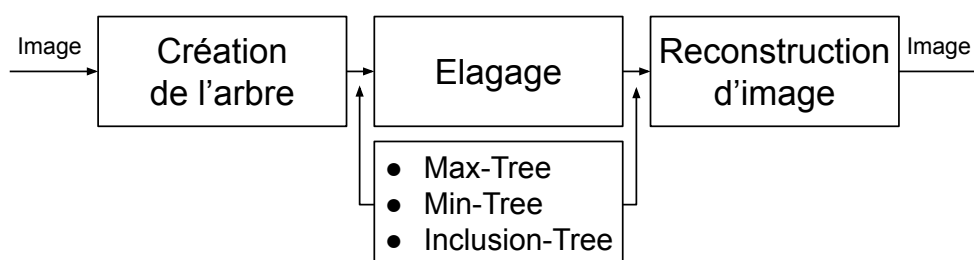 Image
Création
de l'arbre
Elagage
Reconstruction
d'image
Image
● Max-Tree
● Min-Tree
● Inclusion-Tree